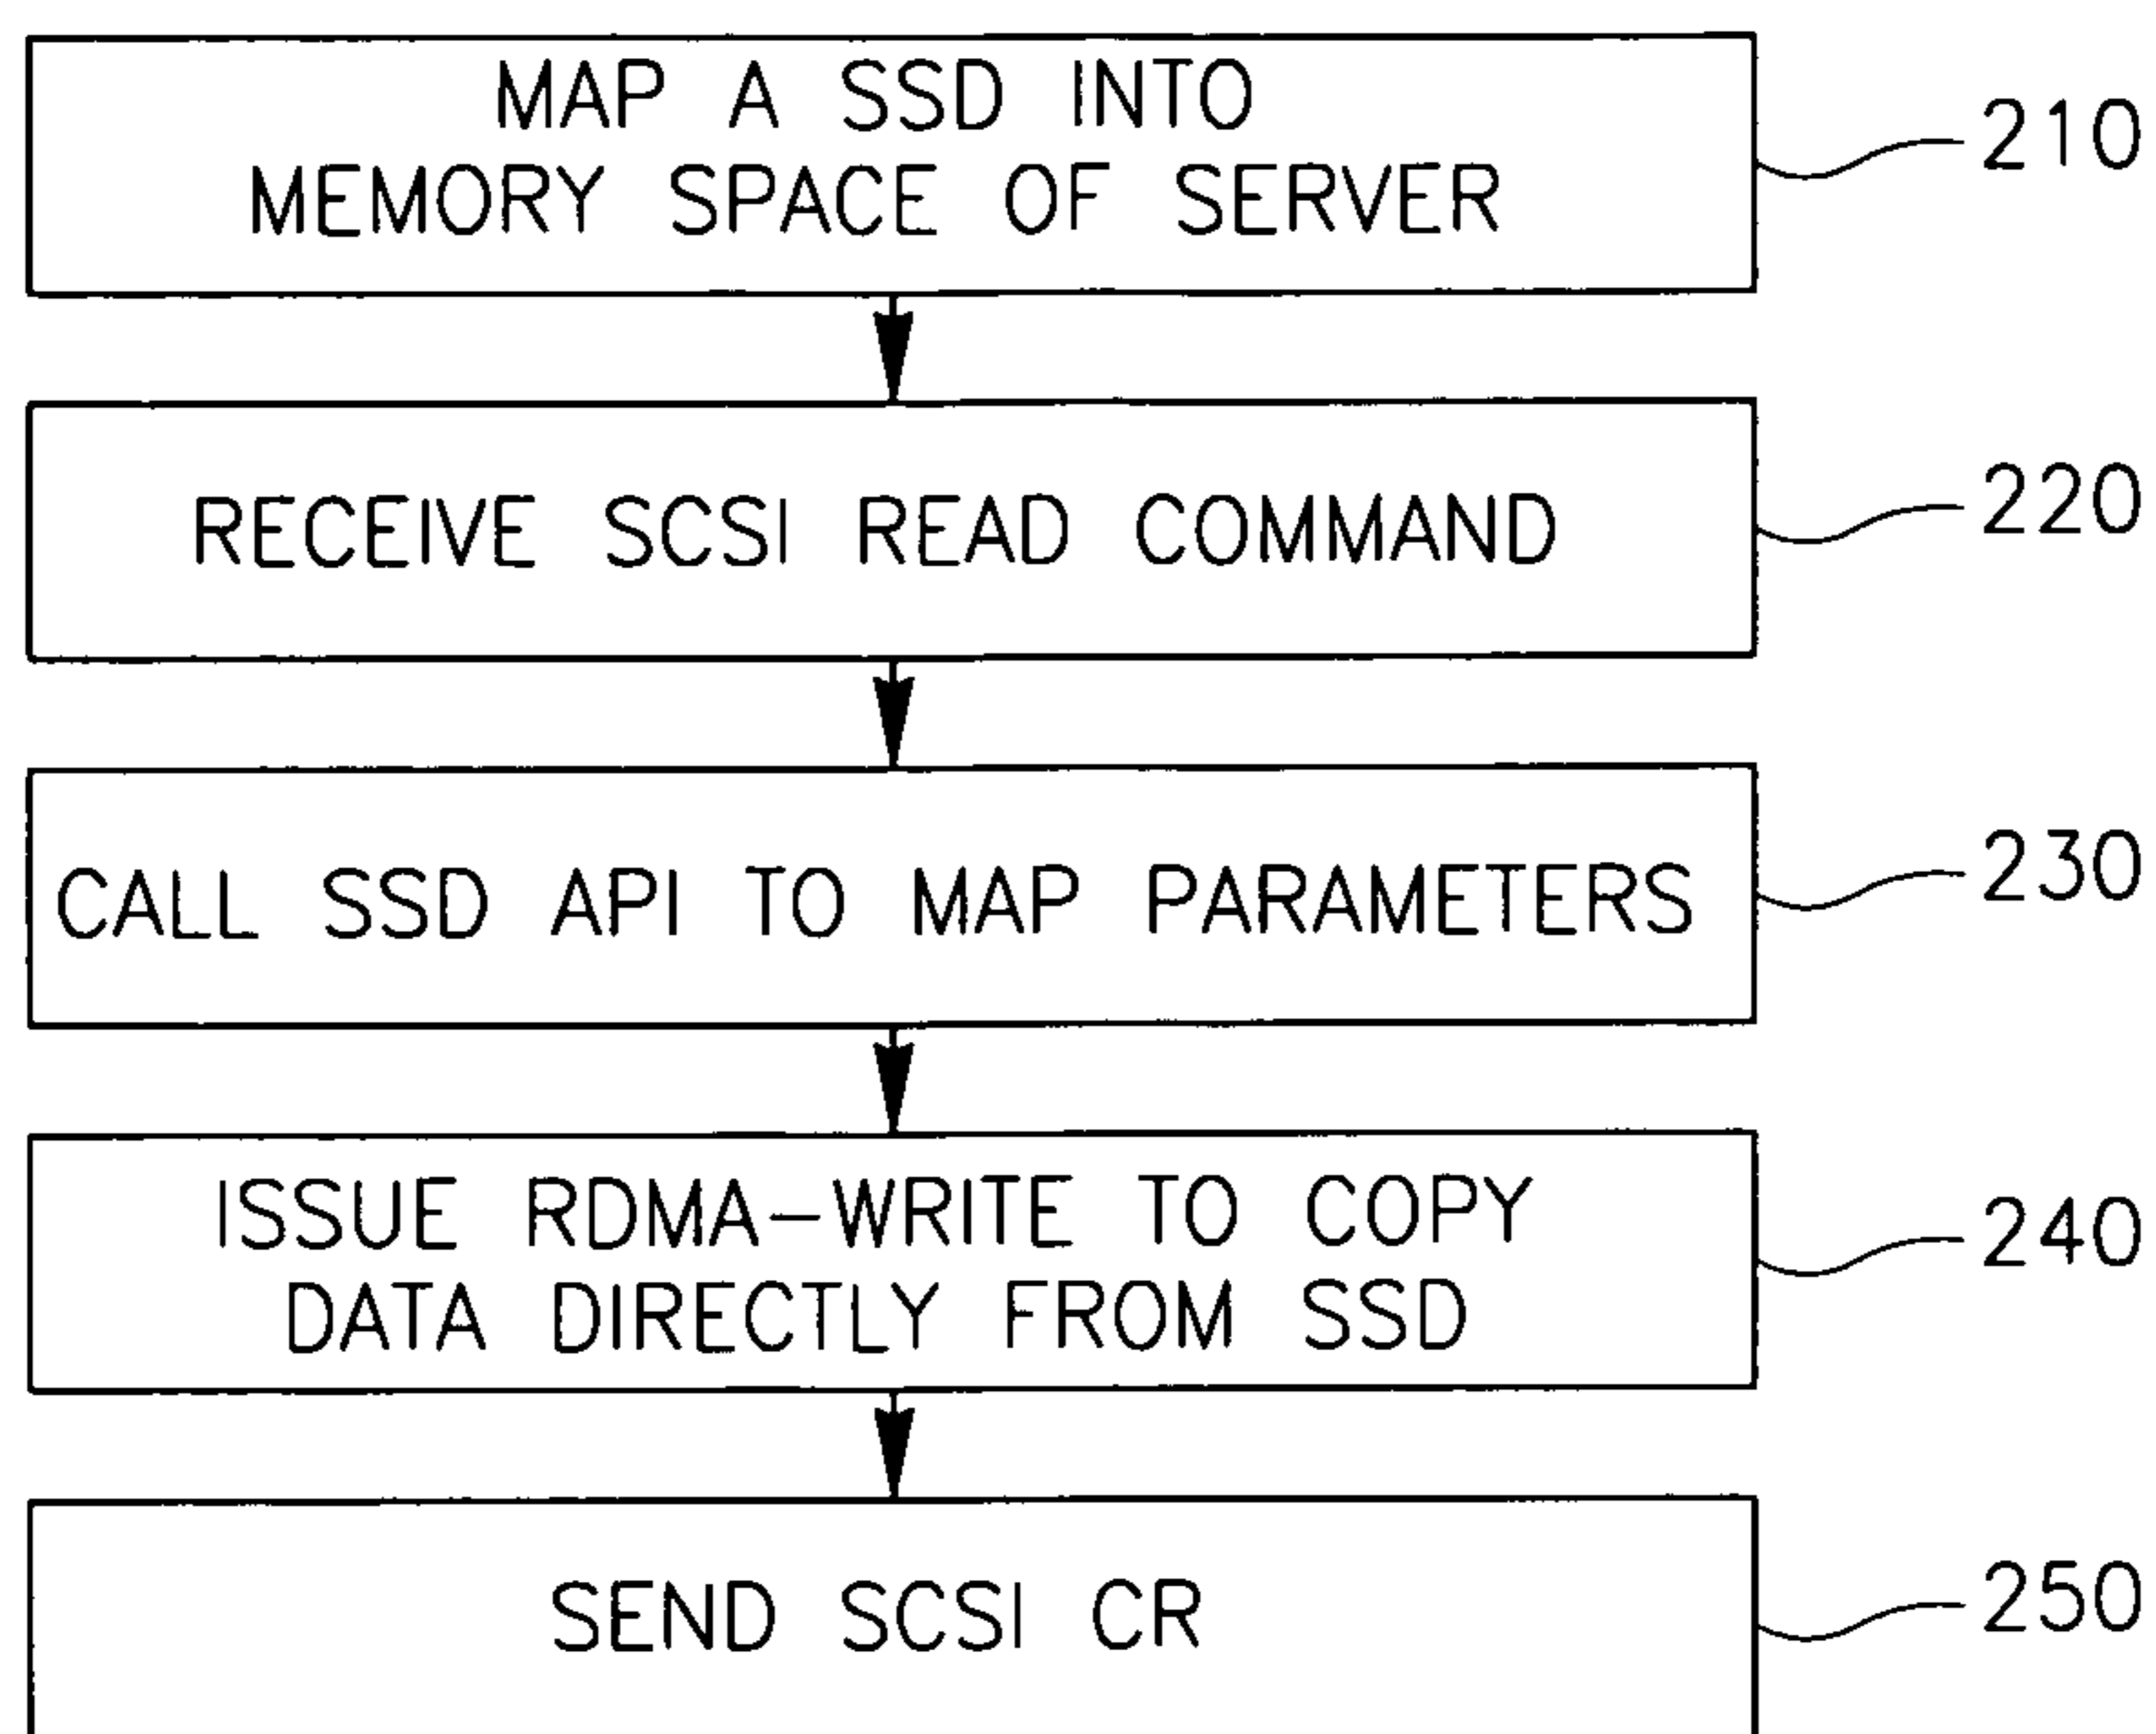 MAP A SSD INTO
MEMORY SPACE OF SERVER
210
RECEIVE SCSI READ COMMAND
220
CALL SSD API TO MAP PARAMETERS
230
ISSUE RDMA-WRITE TO COPY
DATA DIRECTLY FROM SSD
240
SEND SCSI CR
250